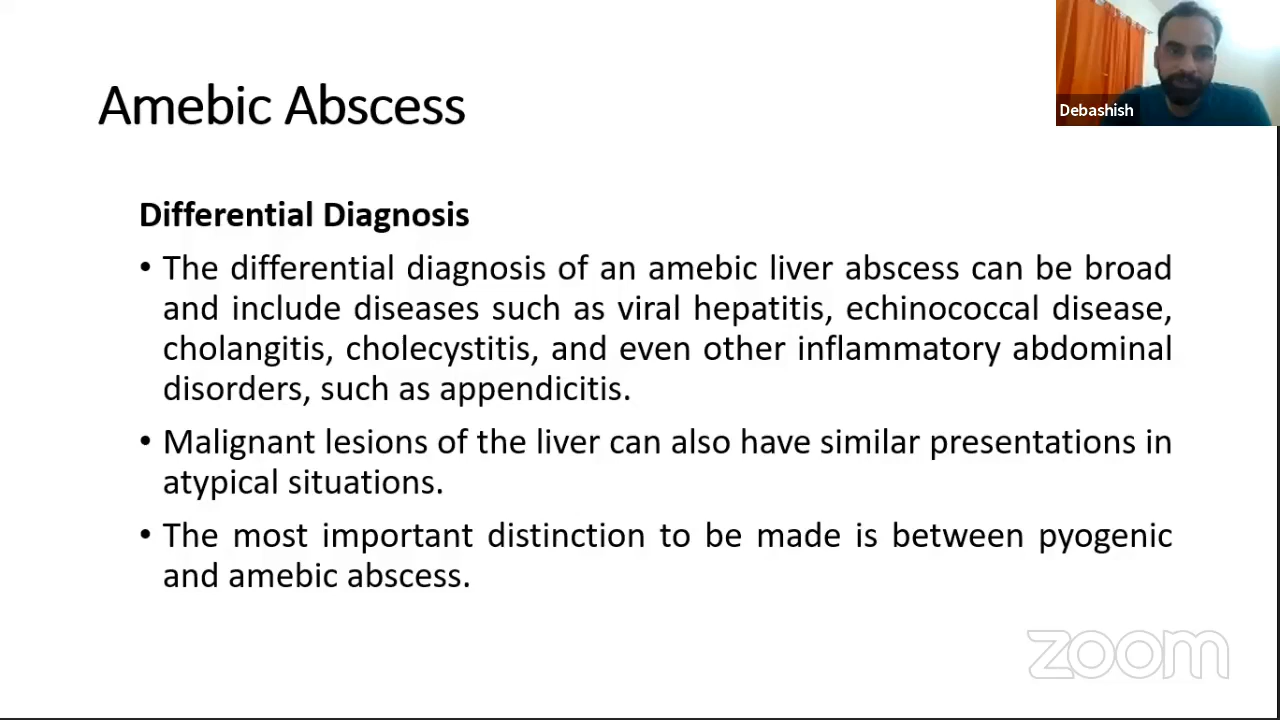 Debashish
Amebic Abscess
Differential Diagnosis
• The differential diagnosis of an amebic liver abscess can be broad
and include diseases such as viral hepatitis, echinococcal disease,
cholangitis, cholecystitis, and even other inflammatory abdominal
disorders, such as appendicitis.
• Malignant lesions of the liver can also have similar presentations in
atypical situations.
• The most important distinction to be made is between pyogenic
and amebic abscess.
zoom